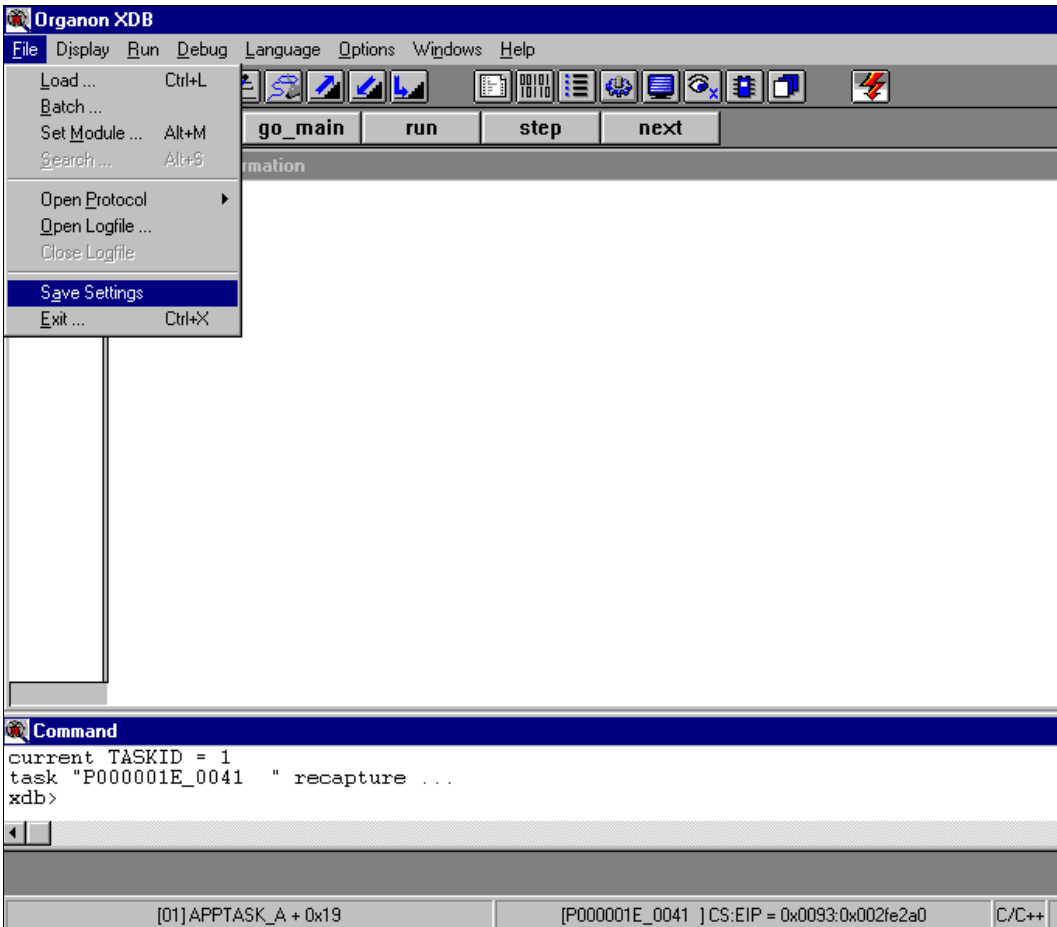 Organon XDB
File Display Run Debug Language Options Windows Help
Load ... Ctrl+L
Batch ...
Set Module ... Alt+M
Search ... Alt+S
Open Protocol
Open Logfile ...
Close Logfile
Save Settings
Exit ... Ctrl+X
go_main run step next
rmation
Command
current TASKID = 1
task "P000001E_0041  " recapture ...
xdb>
[01] APPTASK_A + 0x19 [P000001E_0041 ] CS:EIP = 0x0093:0x002fe2a0 C/C++